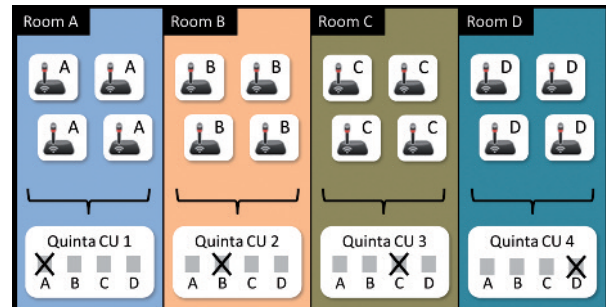 Room A
Room B
Room C
Room D
A A
B B
C C
D D
A A
B B
C C
D D
Quinta CU 1
Quinta CU 2
Quinta CU 3
Quinta CU 4
A B C D
A B C D
A B C D
A B C D